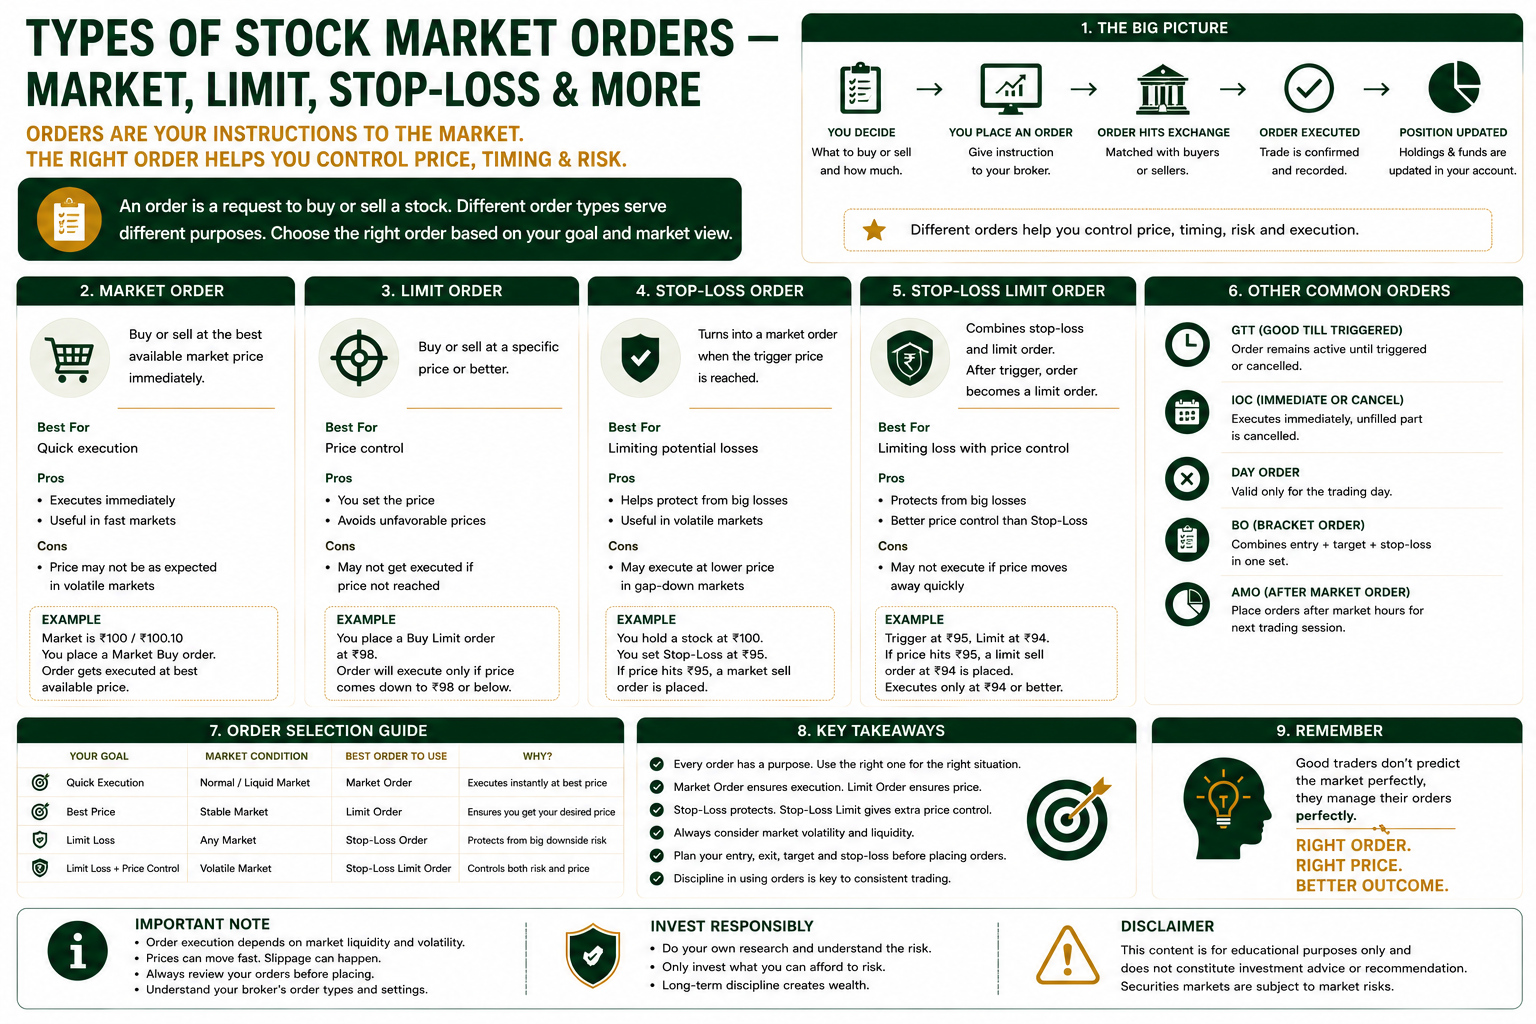 TYPES OF STOCK MARKET ORDERS —
MARKET, LIMIT, STOP-LOSS & MORE
ORDERS ARE YOUR INSTRUCTIONS TO THE MARKET.
THE RIGHT ORDER HELPS YOU CONTROL PRICE, TIMING & RISK.
An order is a request to buy or sell a stock. Different order types serve
different purposes. Choose the right order based on your goal and market view.
1. THE BIG PICTURE
YOU DECIDE
What to buy or sell
and how much.
YOU PLACE AN ORDER
Give instruction
to your broker.
ORDER HITS EXCHANGE
Matched with buyers
or sellers.
ORDER EXECUTED
Trade is confirmed
and recorded.
POSITION UPDATED
Holdings & funds are
updated in your account.
Different orders help you control price, timing, risk and execution.
2. MARKET ORDER
Buy or sell at the best
available market price
immediately.
Best For
Quick execution
Pros
• Executes immediately
• Useful in fast markets
Cons
• Price may not be as expected
in volatile markets
EXAMPLE
Market is ₹100 / ₹100.10
You place a Market Buy order.
Order gets executed at best
available price.
3. LIMIT ORDER
Buy or sell at a specific
price or better.
Best For
Price control
Pros
• You set the price
• Avoids unfavorable prices
Cons
• May not get executed if
price not reached
EXAMPLE
You place a Buy Limit order
at ₹98.
Order will execute only if price
comes down to ₹98 or below.
4. STOP-LOSS ORDER
Turns into a market order
when the trigger price
is reached.
Best For
Limiting potential losses
Pros
• Helps protect from big losses
• Useful in volatile markets
Cons
• May execute at lower price
in gap-down markets
EXAMPLE
You hold a stock at ₹100.
You set Stop-Loss at ₹95.
If price hits ₹95, a market sell
order is placed.
5. STOP-LOSS LIMIT ORDER
₹
Combines stop-loss
and limit order.
After trigger, order
becomes a limit order.
Best For
Limiting loss with price control
Pros
• Protects from big losses
• Better price control than Stop-Loss
Cons
• May not execute if price moves
away quickly
EXAMPLE
Trigger at ₹95, Limit at ₹94.
If price hits ₹95, a limit sell
order at ₹94 is placed.
Executes only at ₹94 or better.
6. OTHER COMMON ORDERS
GTT (GOOD TILL TRIGGERED)
Order remains active until triggered
or cancelled.
IOC (IMMEDIATE OR CANCEL)
Executes immediately, unfilled part
is cancelled.
DAY ORDER
Valid only for the trading day.
BO (BRACKET ORDER)
Combines entry + target + stop-loss
in one set.
AMO (AFTER MARKET ORDER)
Place orders after market hours for
next trading session.
7. ORDER SELECTION GUIDE
YOUR GOAL MARKET CONDITION BEST ORDER TO USE WHY?
Quick Execution Normal / Liquid Market Market Order Executes instantly at best price
Best Price Stable Market Limit Order Ensures you get your desired price
Limit Loss Any Market Stop-Loss Order Protects from big downside risk
Limit Loss + Price Control Volatile Market Stop-Loss Limit Order Controls both risk and price
8. KEY TAKEAWAYS
Every order has a purpose. Use the right one for the right situation.
Market Order ensures execution. Limit Order ensures price.
Stop-Loss protects. Stop-Loss Limit gives extra price control.
Always consider market volatility and liquidity.
Plan your entry, exit, target and stop-loss before placing orders.
Discipline in using orders is key to consistent trading.
9. REMEMBER
Good traders don't predict
the market perfectly,
they manage their orders
perfectly.
RIGHT ORDER.
RIGHT PRICE.
BETTER OUTCOME.
IMPORTANT NOTE
• Order execution depends on market liquidity and volatility.
• Prices can move fast. Slippage can happen.
• Always review your orders before placing.
• Understand your broker's order types and settings.
INVEST RESPONSIBLY
• Do your own research and understand the risk.
• Only invest what you can afford to risk.
• Long-term discipline creates wealth.
DISCLAIMER
This content is for educational purposes only and
does not constitute investment advice or recommendation.
Securities markets are subject to market risks.